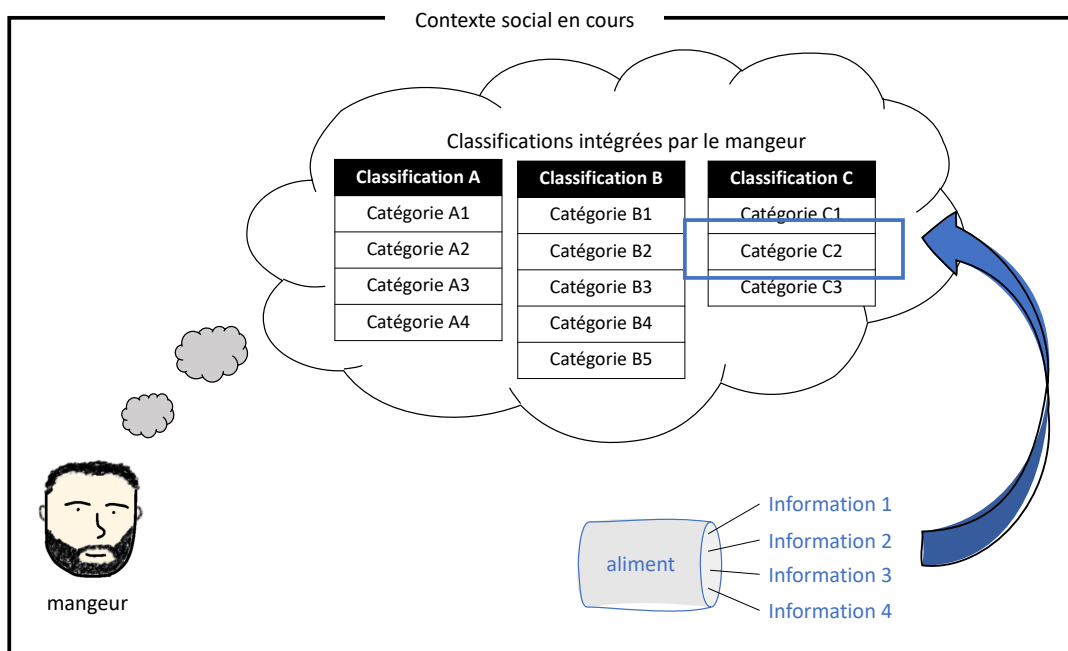 Contexte social en cours
Classifications intégrées par le mangeur
Classification A
Catégorie A1
Catégorie A2
Catégorie A3
Catégorie A4
Classification B
Catégorie B1
Catégorie B2
Catégorie B3
Catégorie B4
Catégorie B5
Classification C
Catégorie C1
Catégorie C2
Catégorie C3
mangeur
aliment
Information 1
Information 2
Information 3
Information 4